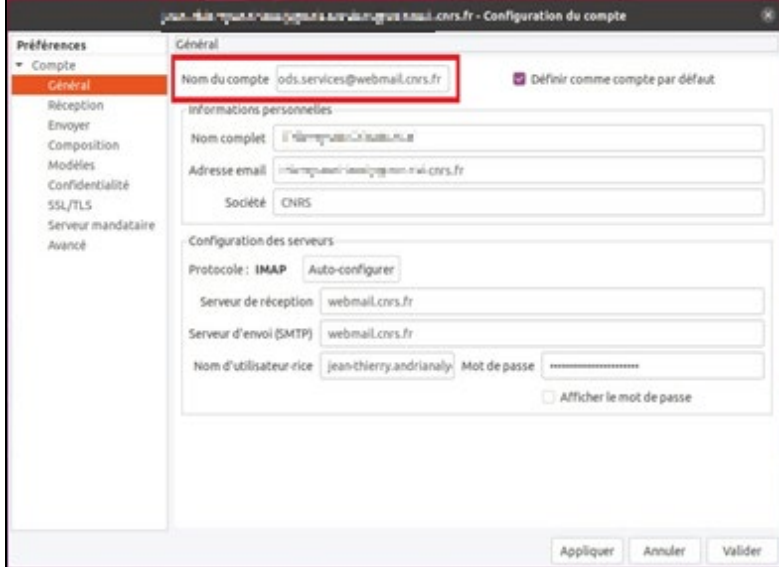 .cnrs.fr - Configuration du compte
Préférences
Compte
Général
Réception
Envoyer
Composition
Modèles
Confidentialité
SSL/TLS
Serveur mandataire
Avancé
Général
Nom du compte ods.services@webmail.cnrs.fr Définir comme compte par défaut
Informations personnelles
Nom complet
Adresse email .cnrs.fr
Société CNRS
Configuration des serveurs
Protocole : IMAP Auto-configurer
Serveur de réception webmail.cnrs.fr
Serveur d'envoi (SMTP) webmail.cnrs.fr
Nom d'utilisateur·rice jean-thierry.andrianaly Mot de passe
Afficher le mot de passe
Appliquer Annuler Valider